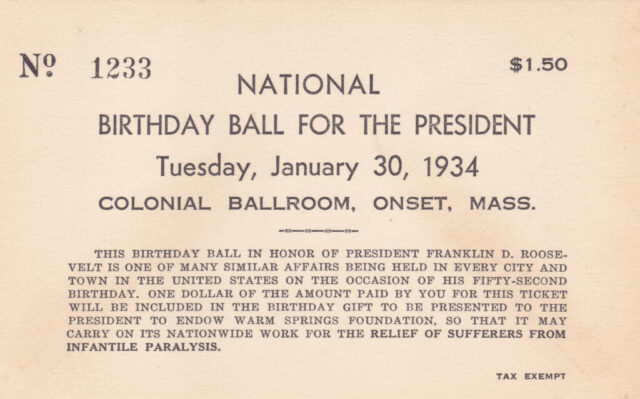 Nº 1233
$1.50
NATIONAL
BIRTHDAY BALL FOR THE PRESIDENT
Tuesday, January 30, 1934
COLONIAL BALLROOM, ONSET, MASS.
THIS BIRTHDAY BALL IN HONOR OF PRESIDENT FRANKLIN D. ROOSE-
VELT IS ONE OF MANY SIMILAR AFFAIRS BEING HELD IN EVERY CITY AND
TOWN IN THE UNITED STATES ON THE OCCASION OF HIS FIFTY-SECOND
BIRTHDAY. ONE DOLLAR OF THE AMOUNT PAID BY YOU FOR THIS TICKET
WILL BE INCLUDED IN THE BIRTHDAY GIFT TO BE PRESENTED TO THE
PRESIDENT TO ENDOW WARM SPRINGS FOUNDATION, SO THAT IT MAY
CARRY ON ITS NATIONWIDE WORK FOR THE RELIEF OF SUFFERERS FROM
INFANTILE PARALYSIS.
TAX EXEMPT